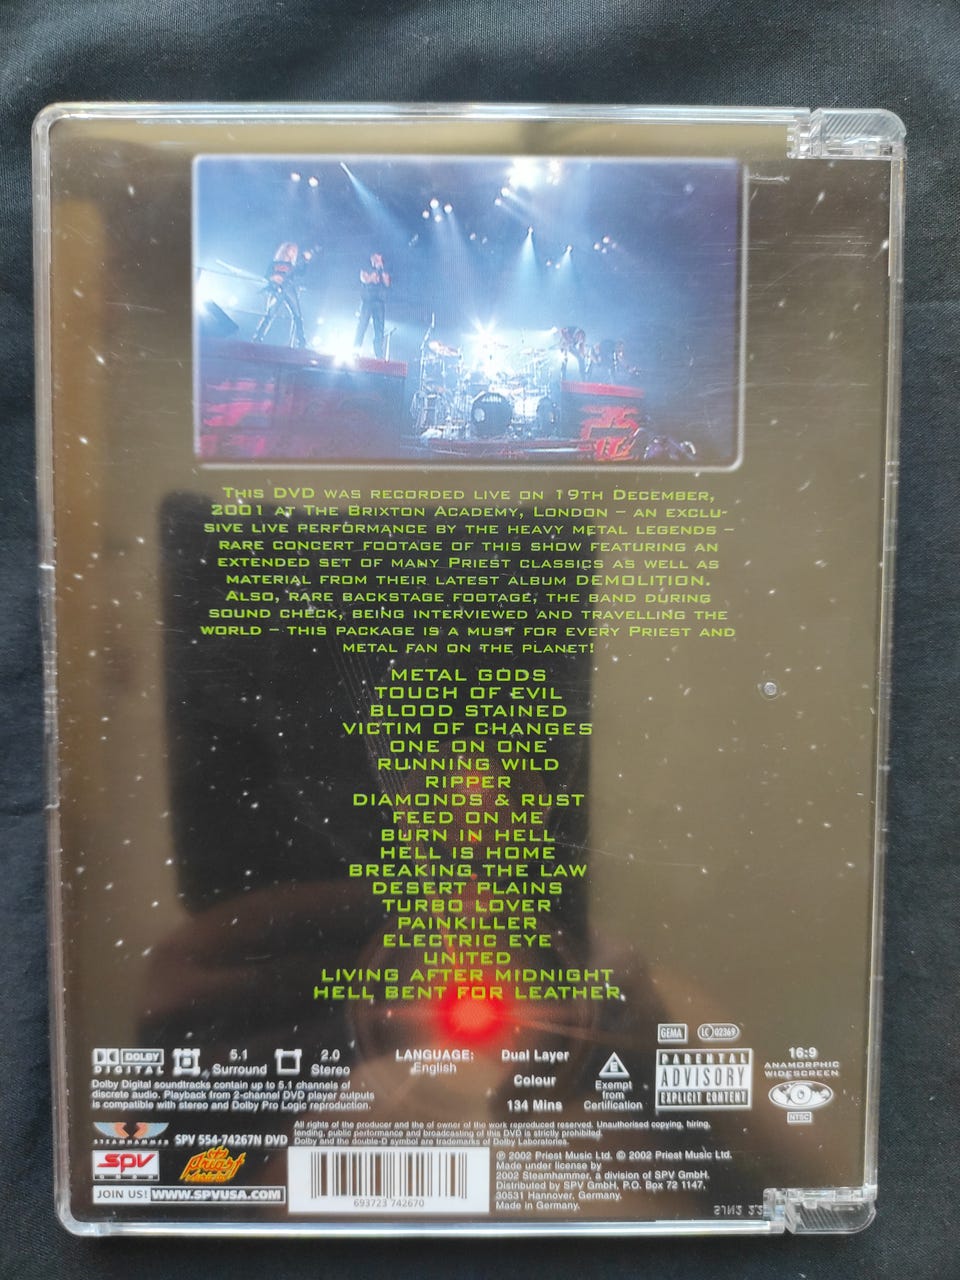 This DVD was recorded live on 19th December,
2001 at The Brixton Academy, London – an exclu-
sive live performance by the heavy metal legends –
rare concert footage of this show featuring an
extended set of many Priest classics as well as
material from their latest album DEMOLITION.
Also, rare backstage footage, the band during
sound check, being interviewed and travelling the
world – this package is a must for every Priest and
metal fan on the planet!
METAL GODS
TOUCH OF EVIL
BLOOD STAINED
VICTIM OF CHANGES
ONE ON ONE
RUNNING WILD
RIPPER
DIAMONDS & RUST
FEED ON ME
BURN IN HELL
HELL IS HOME
BREAKING THE LAW
DESERT PLAINS
TURBO LOVER
PAINKILLER
ELECTRIC EYE
UNITED
LIVING AFTER MIDNIGHT
HELL BENT FOR LEATHER
GEMA LC 02369
DOLBY DIGITAL
5.1 Surround
2.0 Stereo
LANGUAGE:
English
Dual Layer
Colour
134 Mins
E
Exempt
from
Certification
PARENTAL
ADVISORY
EXPLICIT CONTENT
16:9
ANAMORPHIC
WIDESCREEN
NTSC
Dolby Digital soundtracks contain up to 5.1 channels of
discrete audio. Playback from 2-channel DVD player outputs
is compatible with stereo and Dolby Pro Logic reproduction.
STEAMHAMMER
SPV 554-74267N DVD
All rights of the producer and the of owner of the work reproduced reserved. Unauthorised copying, hiring,
lending, public performance and broadcasting of this DVD is strictly prohibited.
Dolby and the double-D symbol are trademarks of Dolby Laboratories.
SPV
Priest
JOIN US! WWW.SPVUSA.COM
6 93723 74267 0
℗ 2002 Priest Music Ltd. © 2002 Priest Music Ltd.
Made under license by
2002 Steamhammer, a division of SPV GmbH.
Distributed by SPV GmbH, P.O. Box 72 1147,
30531 Hannover, Germany.
Made in Germany.